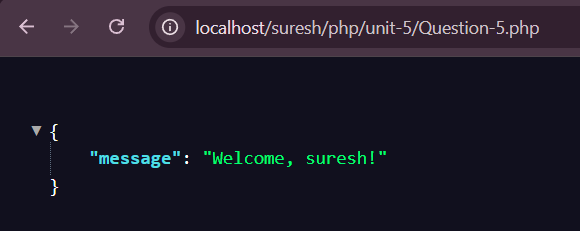 localhost/suresh/php/unit-5/Question-5.php
{
"message": "Welcome, suresh!"
}